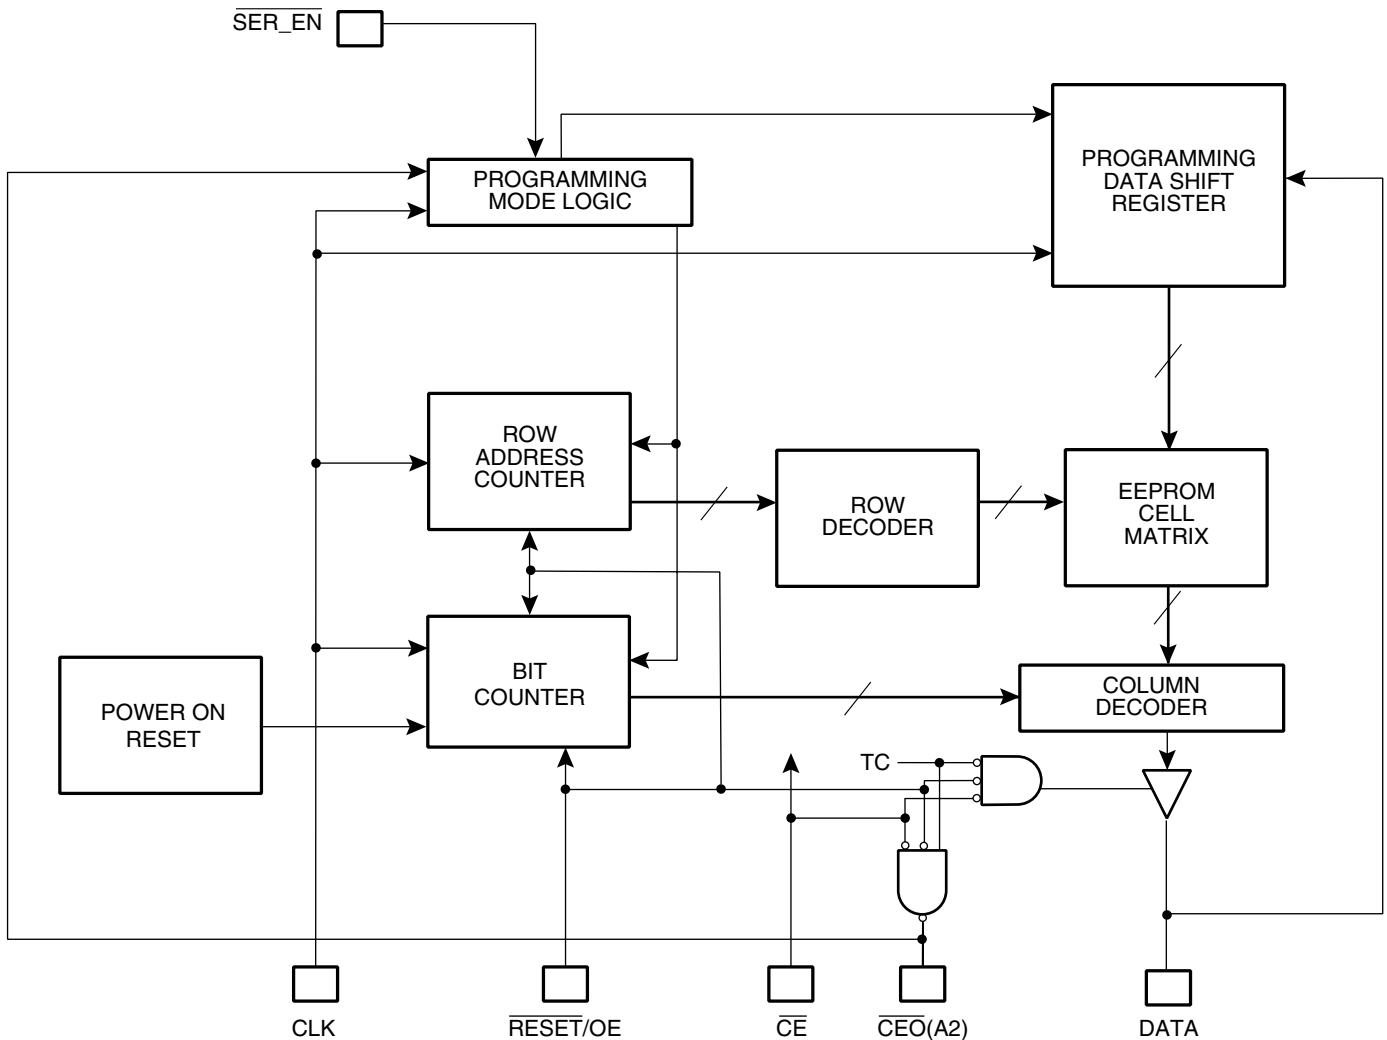 SER_EN
PROGRAMMING
MODE LOGIC
PROGRAMMING
DATA SHIFT
REGISTER
ROW
ADDRESS
COUNTER
ROW
DECODER
EEPROM
CELL
MATRIX
BIT
COUNTER
POWER ON
RESET
COLUMN
DECODER
TC
CLK
RESET/OE
CE
CEO(A2)
DATA